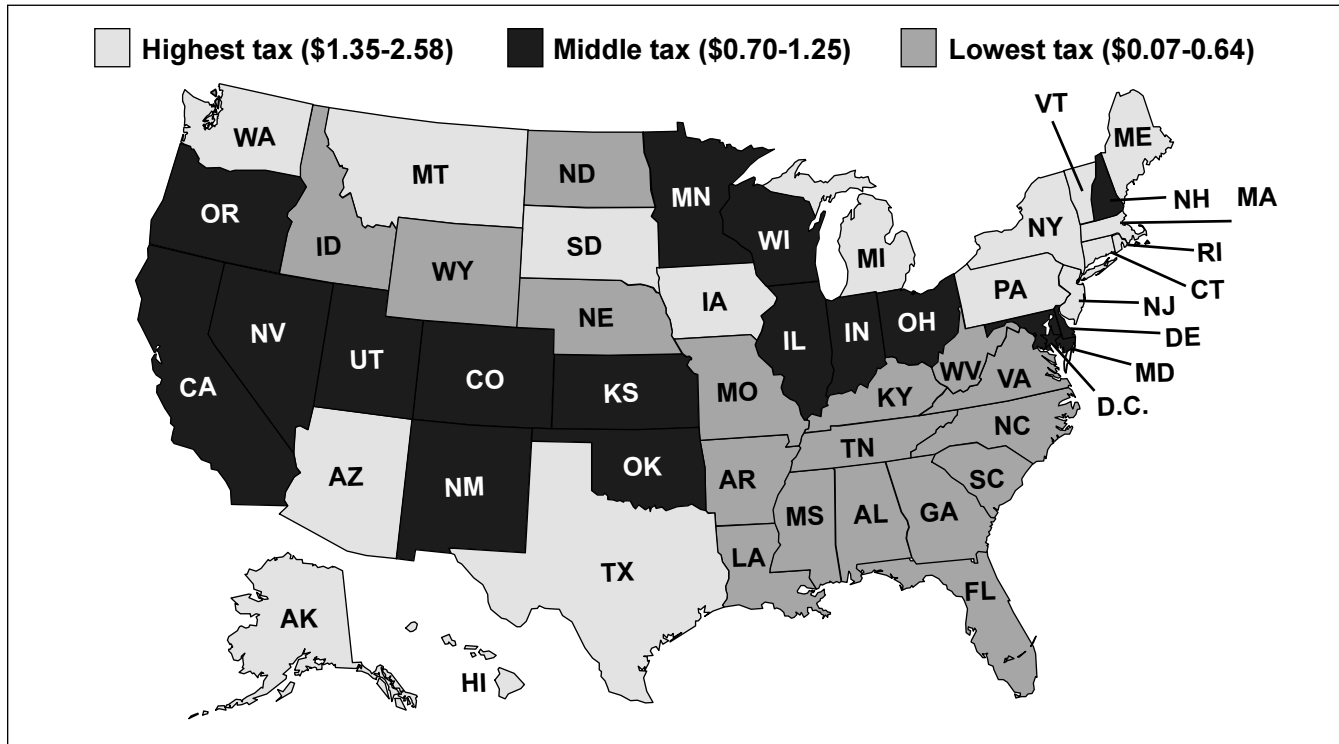 Highest tax ($1.35-2.58) Middle tax ($0.70-1.25) Lowest tax ($0.07-0.64)
VT
ME
WA
MT
ND
MN
OR
ID
SD
WI
NH MA
NY
MI
WY
RI
CT
PA
IA
NJ
NE
NV
OH
IL
IN
DE
UT
CO
CA
KS
MO
WV
VA
MD
KY
D.C.
NC
TN
OK
AZ
NM
AR
SC
MS
AL
GA
LA
TX
FL
AK
HI